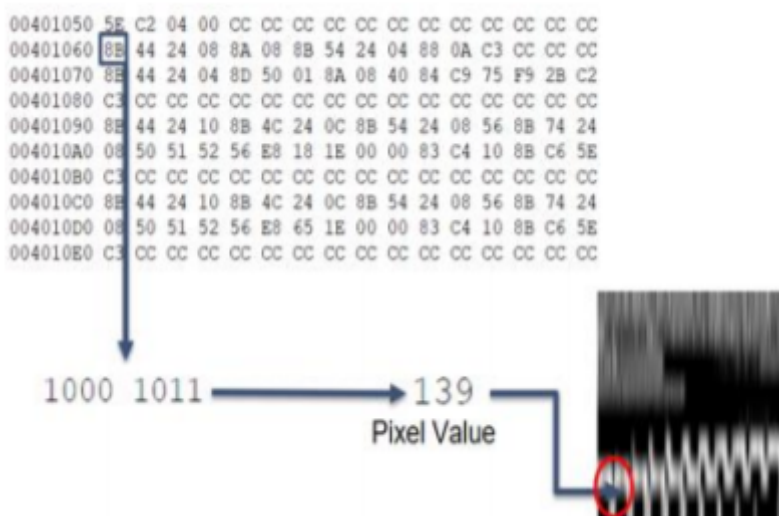 00401050 5E C2 04 00 CC CC CC CC CC CC CC CC CC CC CC CC
00401060 8B 44 24 08 8A 08 8B 54 24 04 88 0A C3 CC CC CC
00401070 8B 44 24 04 8D 50 01 8A 08 40 84 C9 75 F9 2B C2
00401080 C3 CC CC CC CC CC CC CC CC CC CC CC CC CC CC CC
00401090 8B 44 24 10 8B 4C 24 0C 8B 54 24 08 56 8B 74 24
004010A0 08 50 51 52 56 E8 18 1E 00 00 83 C4 10 8B C6 5E
004010B0 C3 CC CC CC CC CC CC CC CC CC CC CC CC CC CC CC
004010C0 8B 44 24 10 8B 4C 24 0C 8B 54 24 08 56 8B 74 24
004010D0 08 50 51 52 56 E8 65 1E 00 00 83 C4 10 8B C6 5E
004010E0 C3 CC CC CC CC CC CC CC CC CC CC CC CC CC CC CC
1000 1011
139
Pixel Value